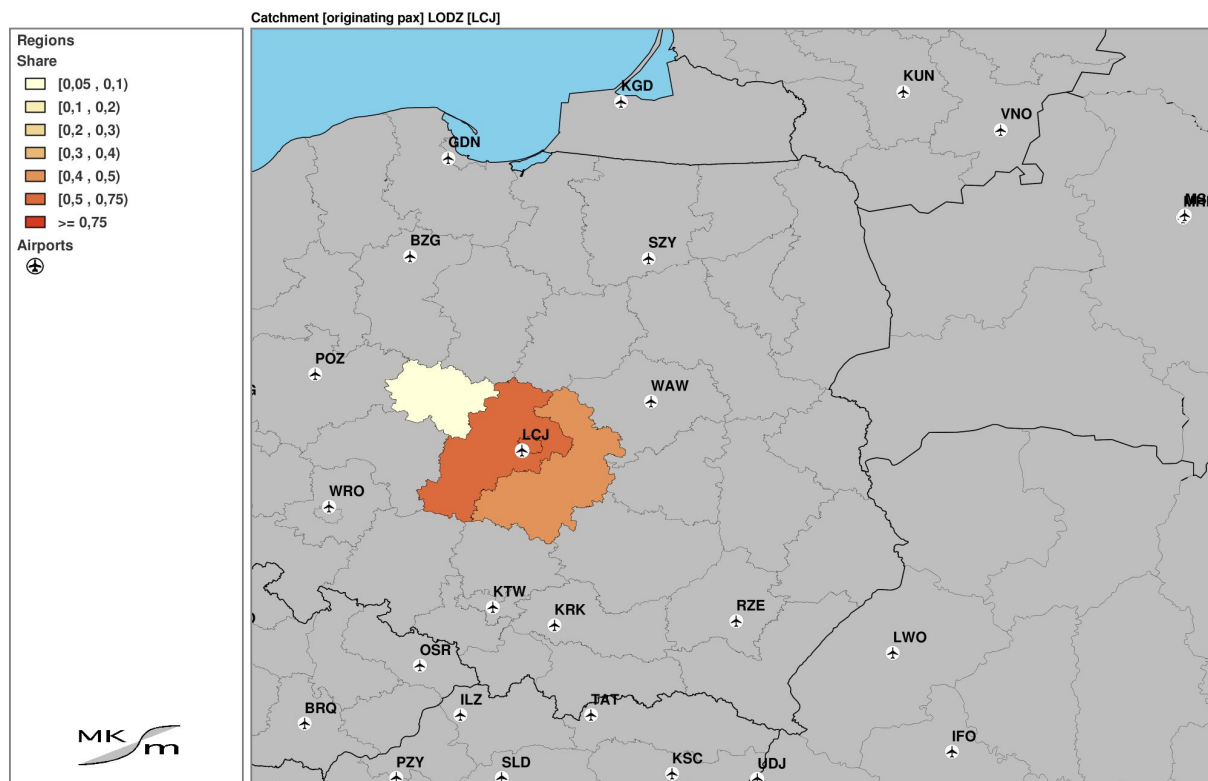 Catchment [originating pax] LODZ [LCJ]
Regions
Share
[0,05 , 0,1)
[0,1 , 0,2)
[0,2 , 0,3)
[0,3 , 0,4)
[0,4 , 0,5)
[0,5 , 0,75)
>= 0,75
Airports
MK
m
KGD
KUN
VNO
GDN
BZG
SZY
POZ
WAW
LCJ
WRO
KTW
KRK
RZE
LWO
OSR
BRQ
ILZ
TAT
IFO
PZY
SLD
KSC
UDJ